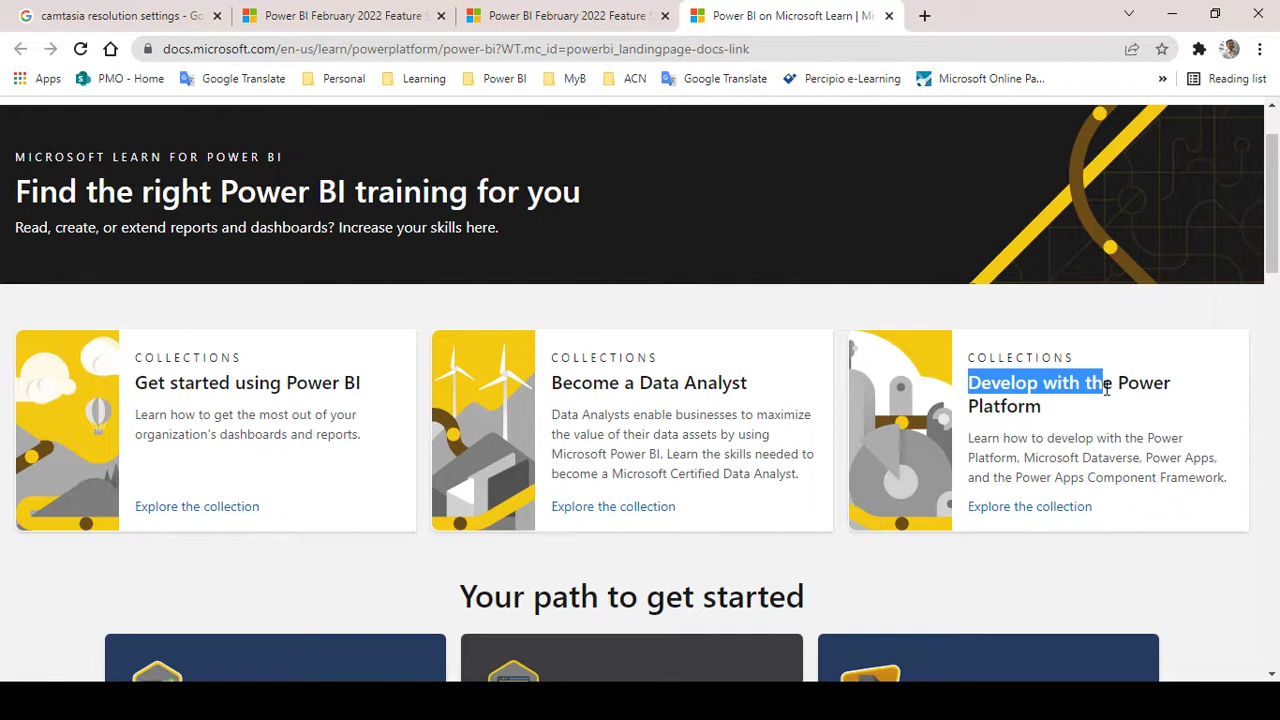 camtasia resolution settings - Go
Power BI February 2022 Feature S
Power BI February 2022 Feature S
Power BI on Microsoft Learn | Mi
docs.microsoft.com/en-us/learn/powerplatform/power-bi?WT.mc_id=powerbi_landingpage-docs-link
Apps
PMO - Home
Google Translate
Personal
Learning
Power BI
MyB
ACN
Google Translate
Percipio e-Learning
Microsoft Online Pa...
»
Reading list
MICROSOFT LEARN FOR POWER BI
Find the right Power BI training for you
Read, create, or extend reports and dashboards? Increase your skills here.
COLLECTIONS
Get started using Power BI
Learn how to get the most out of your
organization's dashboards and reports.
Explore the collection
COLLECTIONS
Become a Data Analyst
Data Analysts enable businesses to maximize
the value of their data assets by using
Microsoft Power BI. Learn the skills needed to
become a Microsoft Certified Data Analyst.
Explore the collection
COLLECTIONS
Develop with the Power
Platform
Learn how to develop with the Power
Platform, Microsoft Dataverse, Power Apps,
and the Power Apps Component Framework.
Explore the collection
Your path to get started